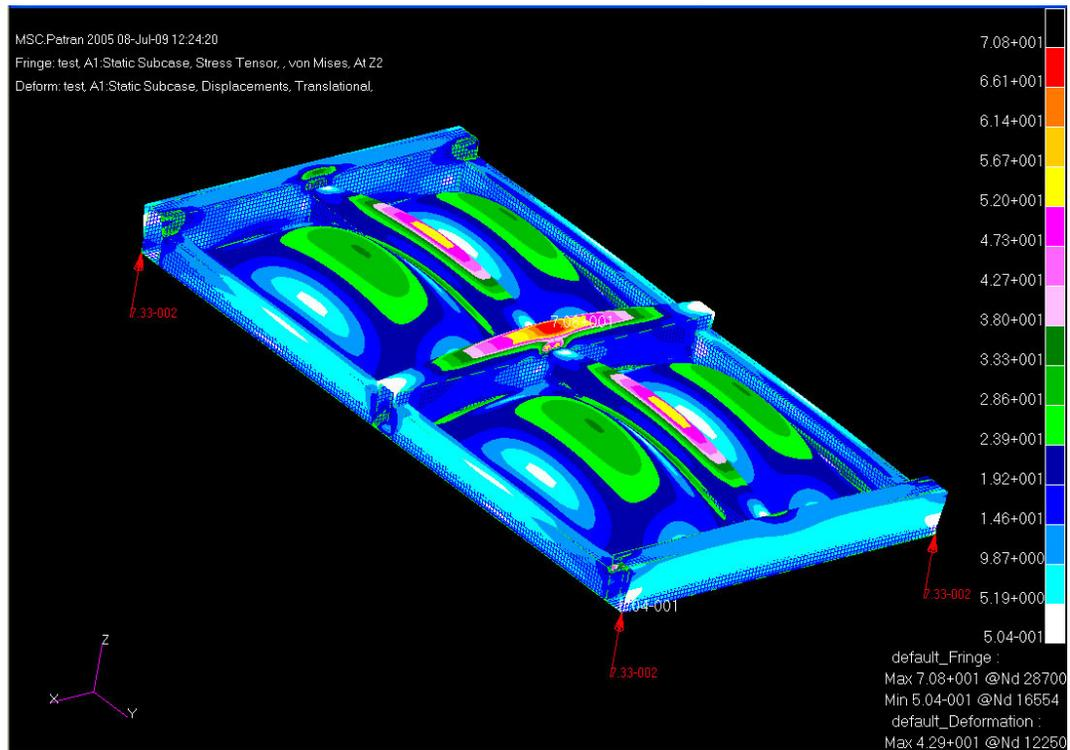 MSC.Patran 2005 08-Jul-09 12:24:20
Fringe: test, A1:Static Subcase, Stress Tensor, , von Mises, At Z2
Deform: test, A1:Static Subcase, Displacements, Translational,
7.08+001
6.61+001
6.14+001
5.67+001
5.20+001
4.73+001
4.27+001
3.80+001
3.33+001
2.86+001
2.39+001
1.92+001
1.46+001
9.87+000
5.19+000
5.04-001
7.33-002
7.08+001
7.33-002
7.33-002
Z
X
Y
default_Fringe :
Max 7.08+001 @Nd 28700
Min 5.04-001 @Nd 16554
default_Deformation :
Max 4.29+001 @Nd 12250